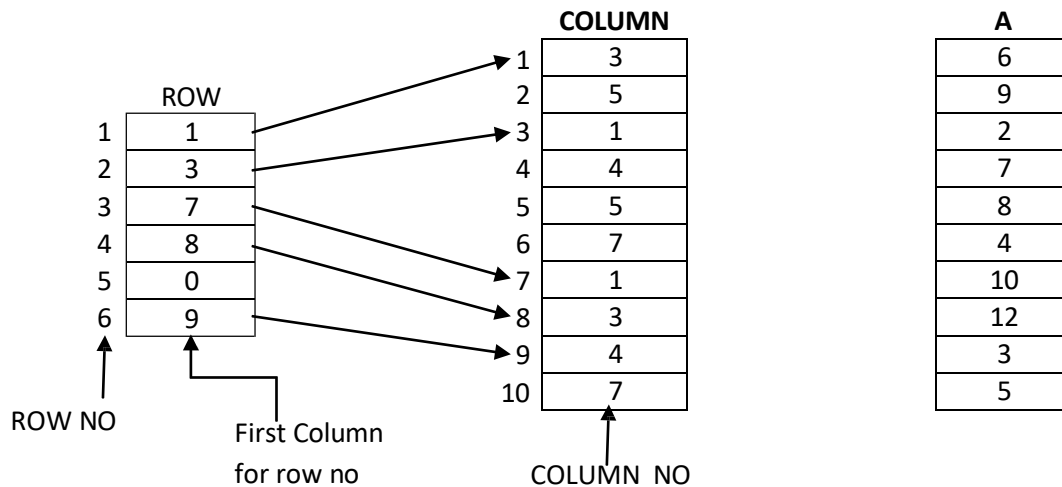 COLUMN A
1 3 6
2 5 9
ROW
1 1 3 1 2
2 3 4 4 7
3 7 5 5 8
4 8 6 7 4
5 0 7 1 10
6 9 8 3 12
9 4 3
10 7 5
ROW NO
First Column
for row no
COLUMN NO